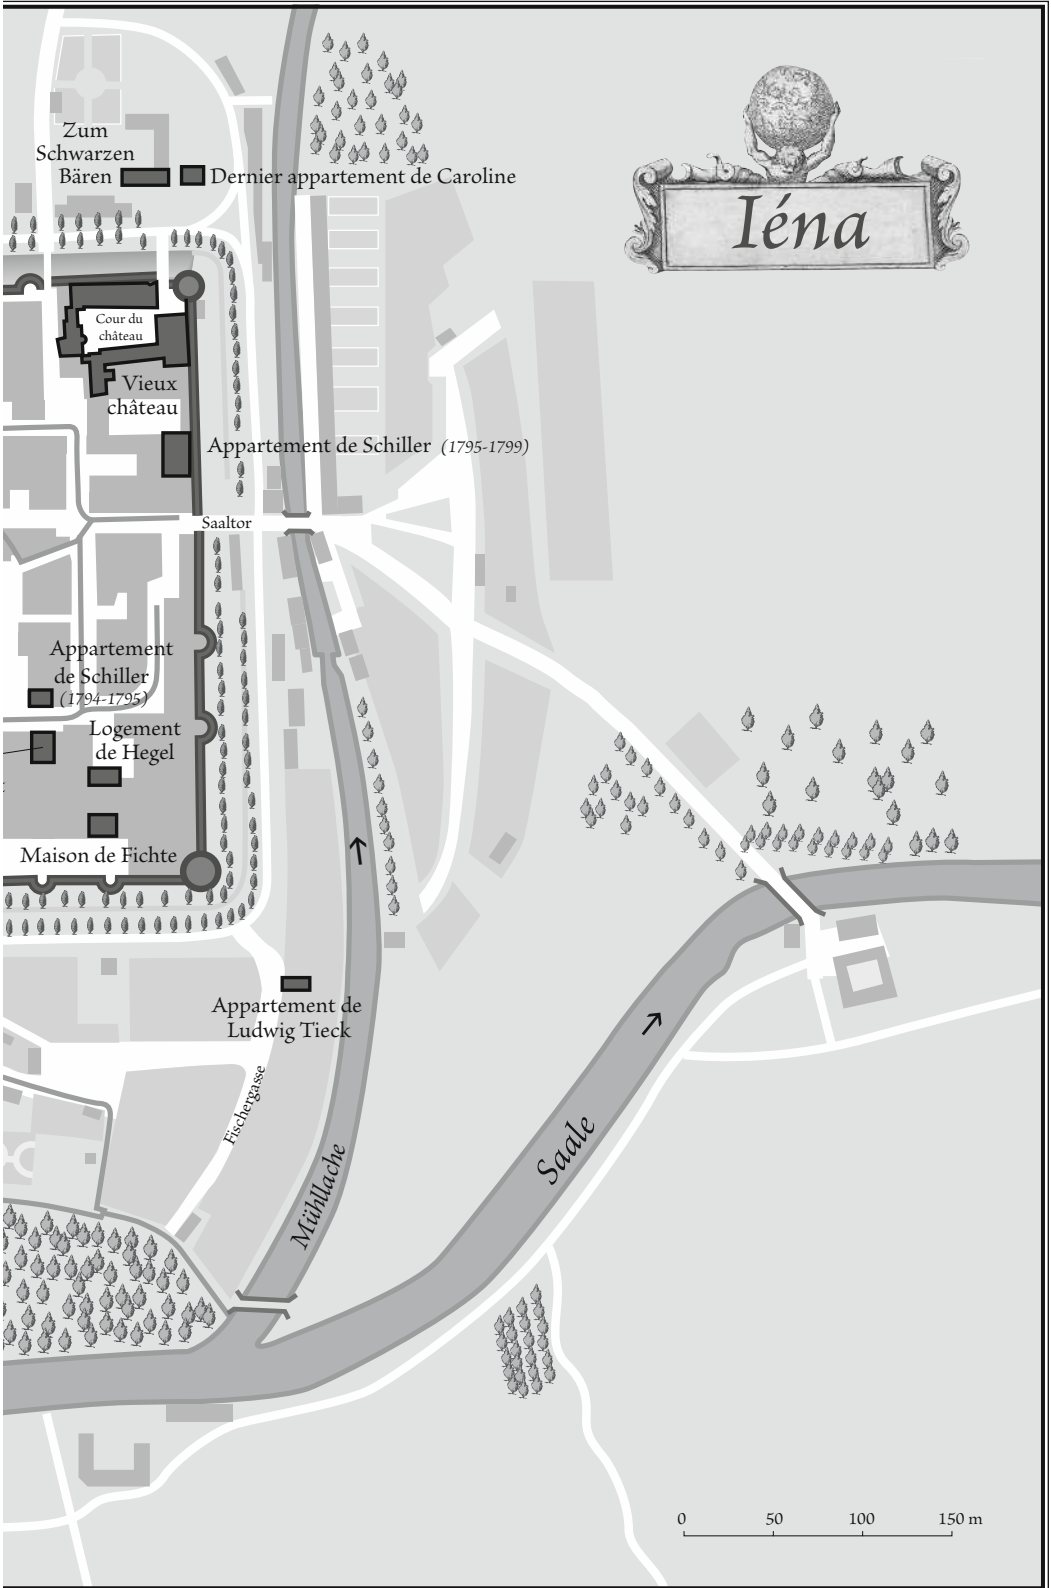 Zum
Schwarzen
Bären
Dernier appartement de Caroline
Iéna
Cour du
château
Vieux
château
Appartement de Schiller (1795-1799)
Saaltor
Appartement
de Schiller
(1794-1795)
Logement
de Hegel
Maison de Fichte
Appartement de
Ludwig Tieck
Fischergasse
Mühllache
Saale
0 50 100 150 m